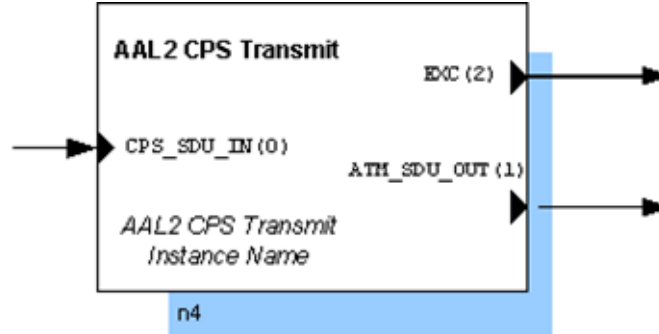 AAL2 CPS Transmit
EXC(2)
CPS_SDU_IN(0)
ATM_SDU_OUT(1)
AAL2 CPS Transmit
Instance Name
n4